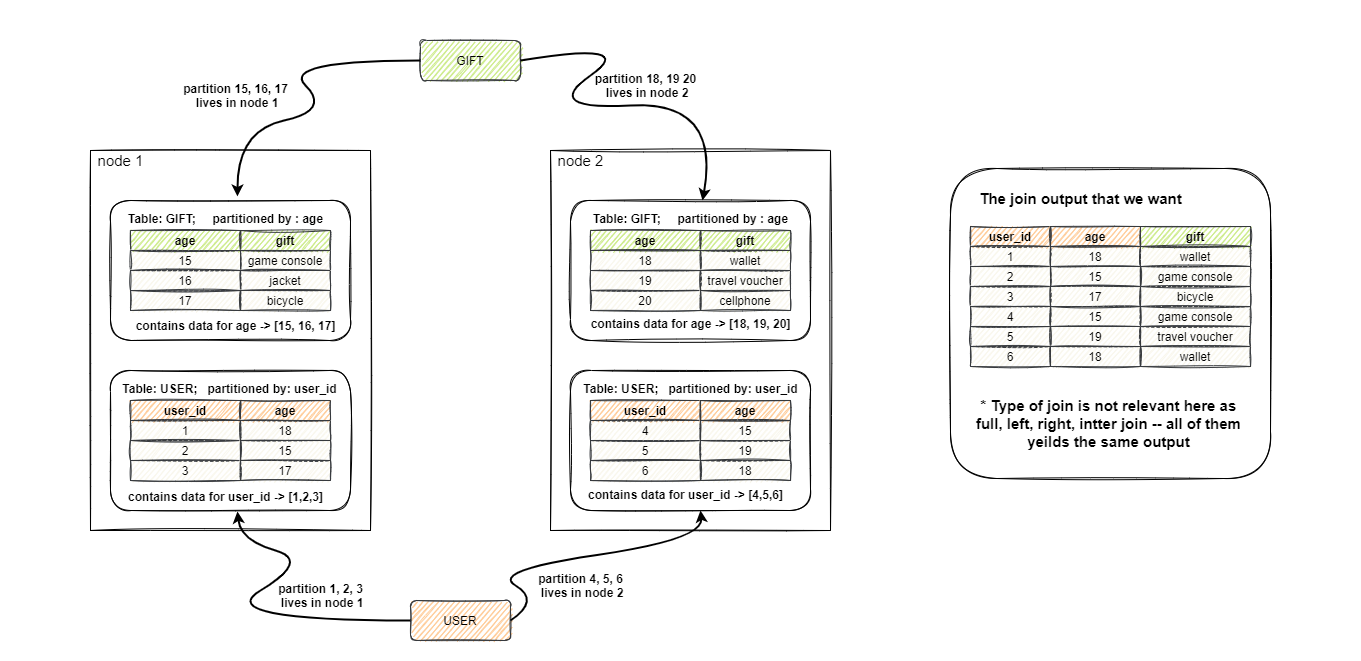 GIFT
partition 15, 16, 17
lives in node 1
partition 18, 19 20
lives in node 2
node 1
Table: GIFT; partitioned by : age
age gift
15 game console
16 jacket
17 bicycle
contains data for age -> [15, 16, 17]
Table: USER; partitioned by: user_id
user_id age
1 18
2 15
3 17
contains data for user_id -> [1,2,3]
node 2
Table: GIFT; partitioned by : age
age gift
18 wallet
19 travel voucher
20 cellphone
contains data for age -> [18, 19, 20]
Table: USER; partitioned by: user_id
user_id age
4 15
5 19
6 18
contains data for user_id -> [4,5,6]
partition 1, 2, 3
lives in node 1
partition 4, 5, 6
lives in node 2
USER
The join output that we want
user_id age gift
1 18 wallet
2 15 game console
3 17 bicycle
4 15 game console
5 19 travel voucher
6 18 wallet
* Type of join is not relevant here as
full, left, right, intter join -- all of them
yeilds the same output